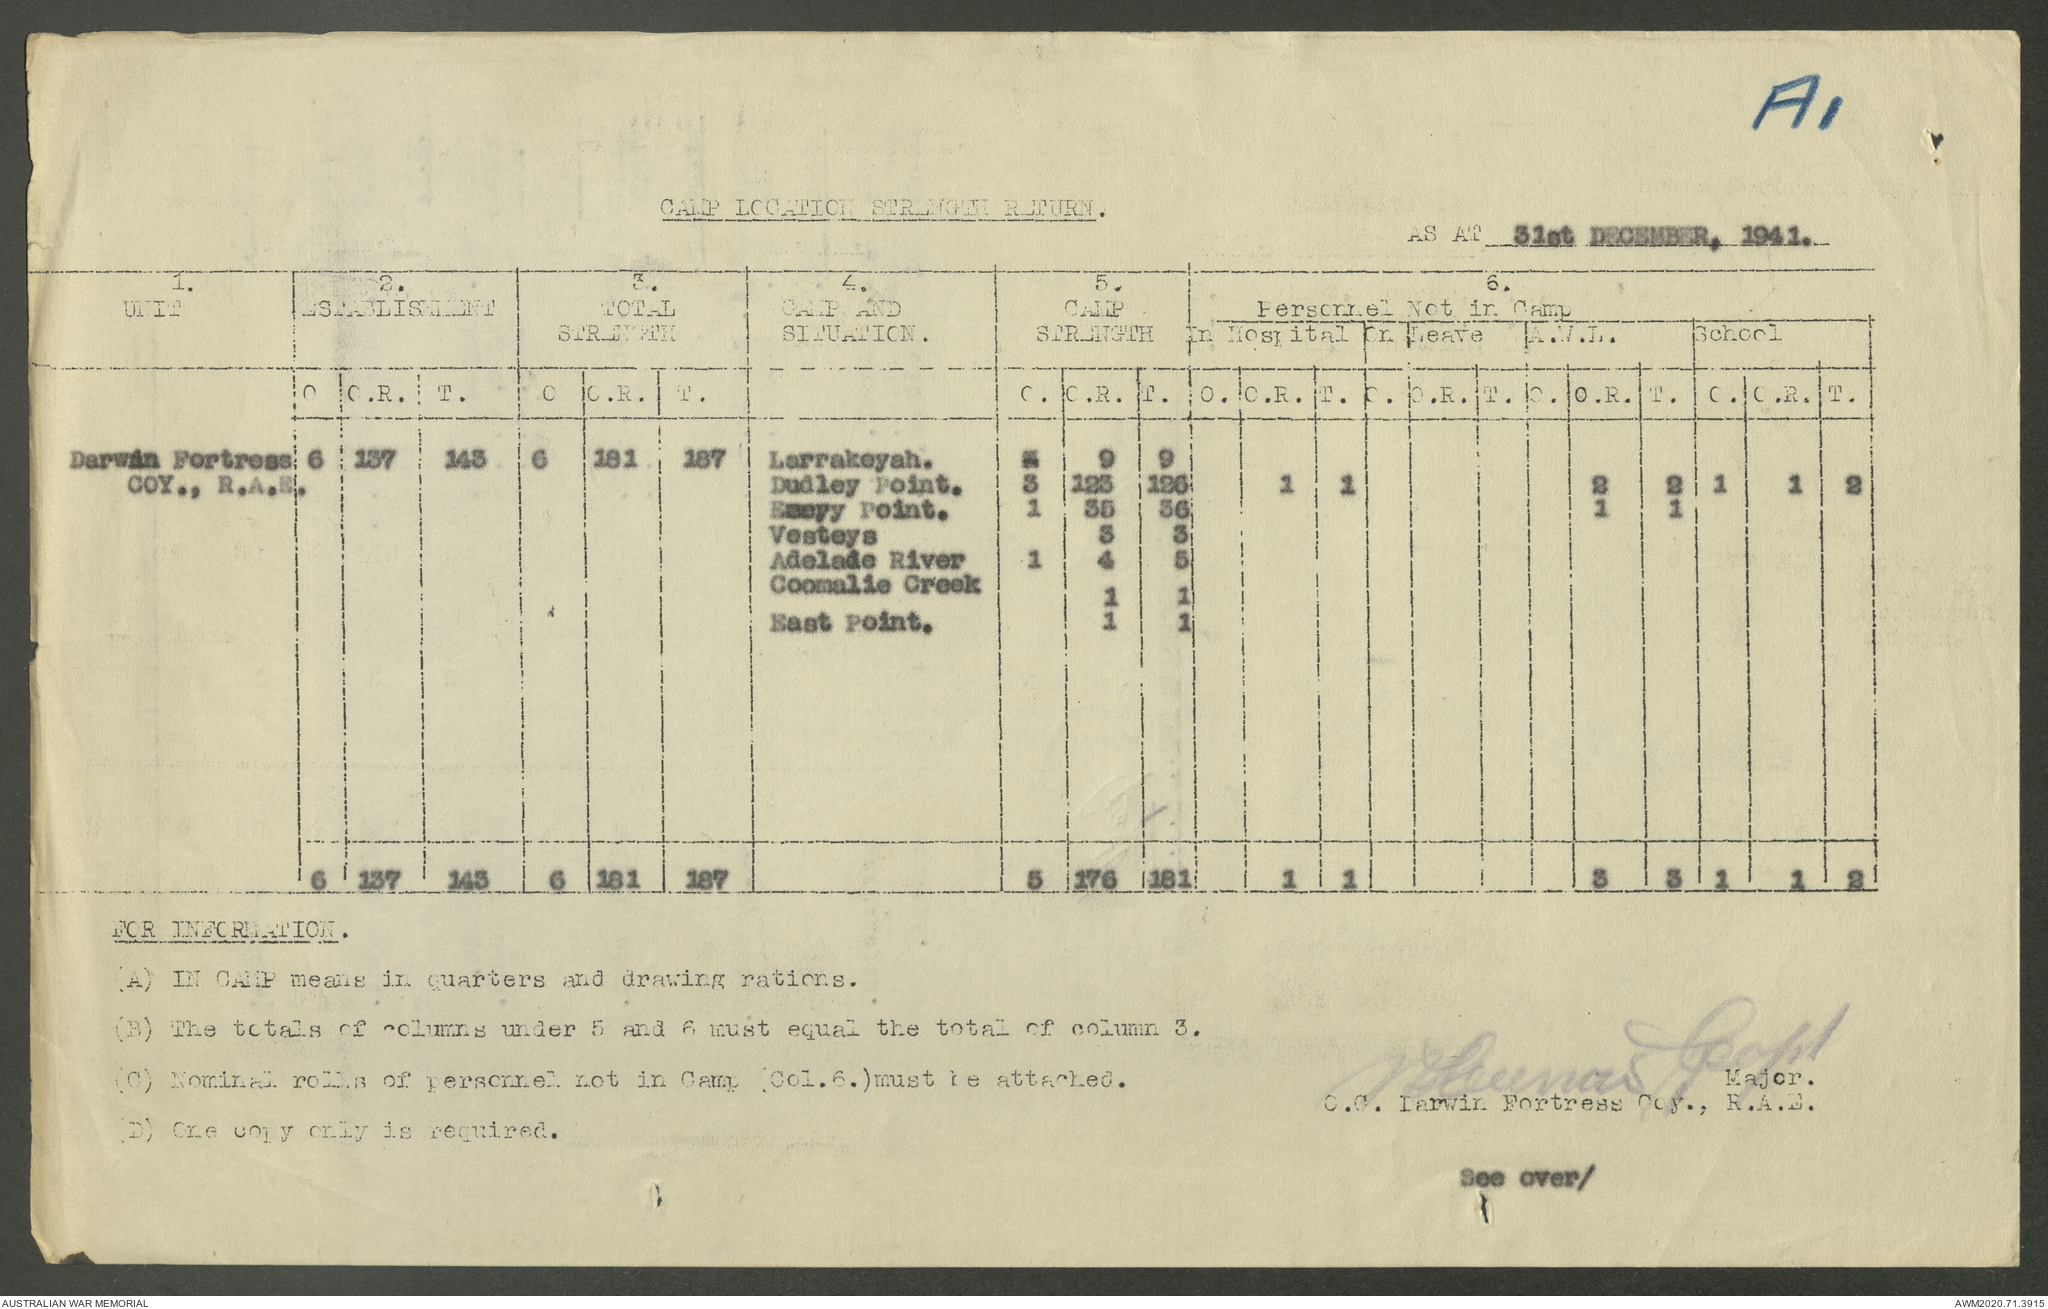 A1
CAMP LOCATION STRENGTH RETURN.
AS AT 31st DECEMBER, 1941.
1. 2. 3. 4. 5. 6.
UNIT ESTABLISHMENT TOTAL CAMP AND CAMP Personnel Not in Camp
STRENGTH SITUATION. STRENGTH In Hospital On Leave A.W.L. School
O O.R. T. O O.R. T. O. O.R. T. O. O.R. T. O. O.R. T. O. O.R. T. O. O.R. T.
Darwin Fortress 6 137 143 6 181 187 Larrakeyah. 9 9
COY., R.A.E. Dudley Point. 3 123 126 1 1 2 2 1 1 2
Point. 1 35 36 1 1
Vesteys 3 3
Adelade River 1 4 5
Coomalie Creek
1 1
East Point. 1 1
6 137 143 6 181 187 5 176 181 1 1 3 3 1 1 2
FOR INFORMATION.
(A) IN CAMP means in quarters and drawing rations.
(B) The totals of columns under 5 and 6 must equal the total of column 3.
(C) Nominal rolls of personnel not in Camp (Col.6.)must be attached.
Major.
O.C. Darwin Fortress Coy., R.A.E.
(D) One copy only is required.
See over/
AUSTRALIAN WAR MEMORIAL
AWM2020.71.3915